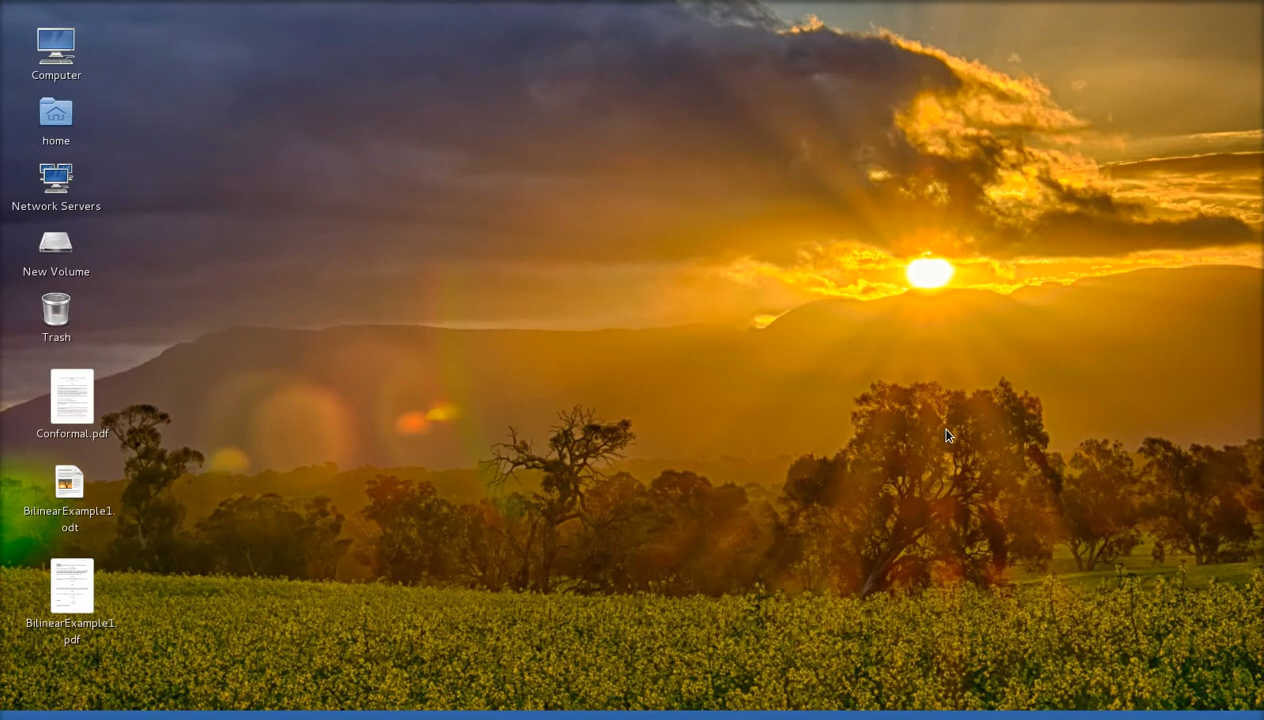 Computer
home
Network Servers
New Volume
Trash
Conformal.pdf
BilinearExample1.
odt
BilinearExample1.
pdf